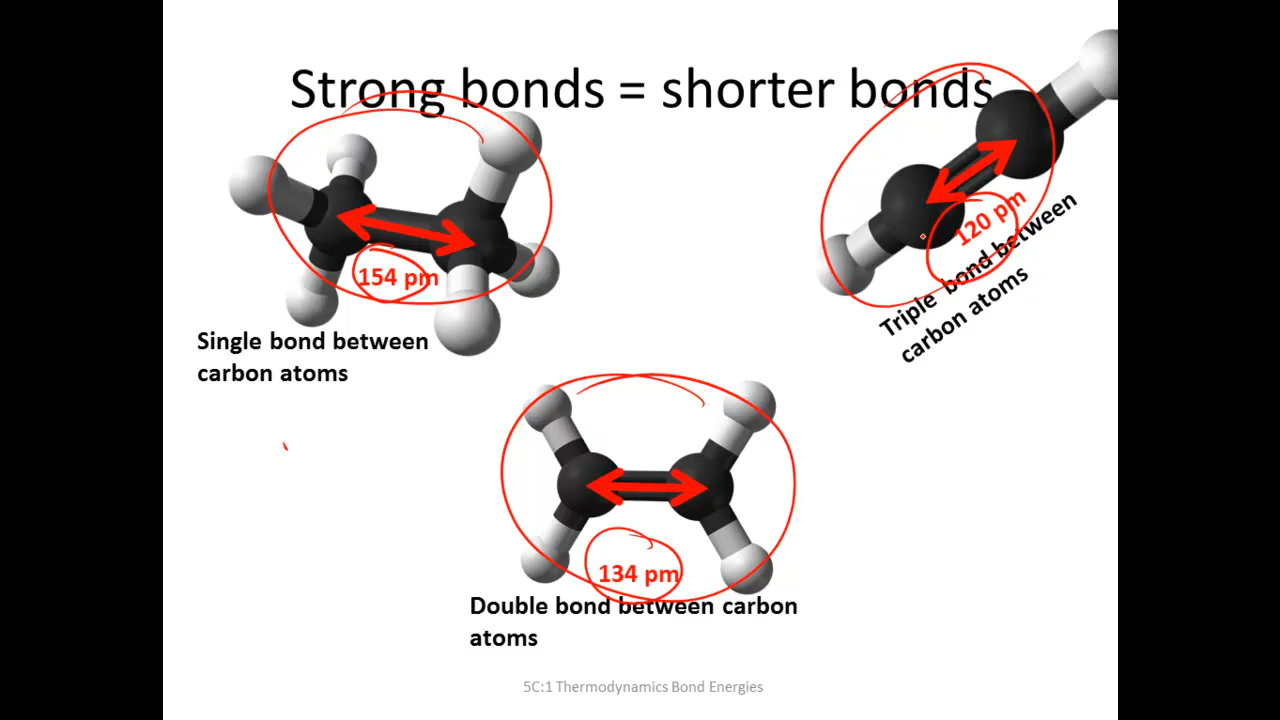 Strong bonds = shorter bonds
154 pm
Single bond between
carbon atoms
120 pm
Triple bond between
carbon atoms
134 pm
Double bond between carbon
atoms
5C:1 Thermodynamics Bond Energies